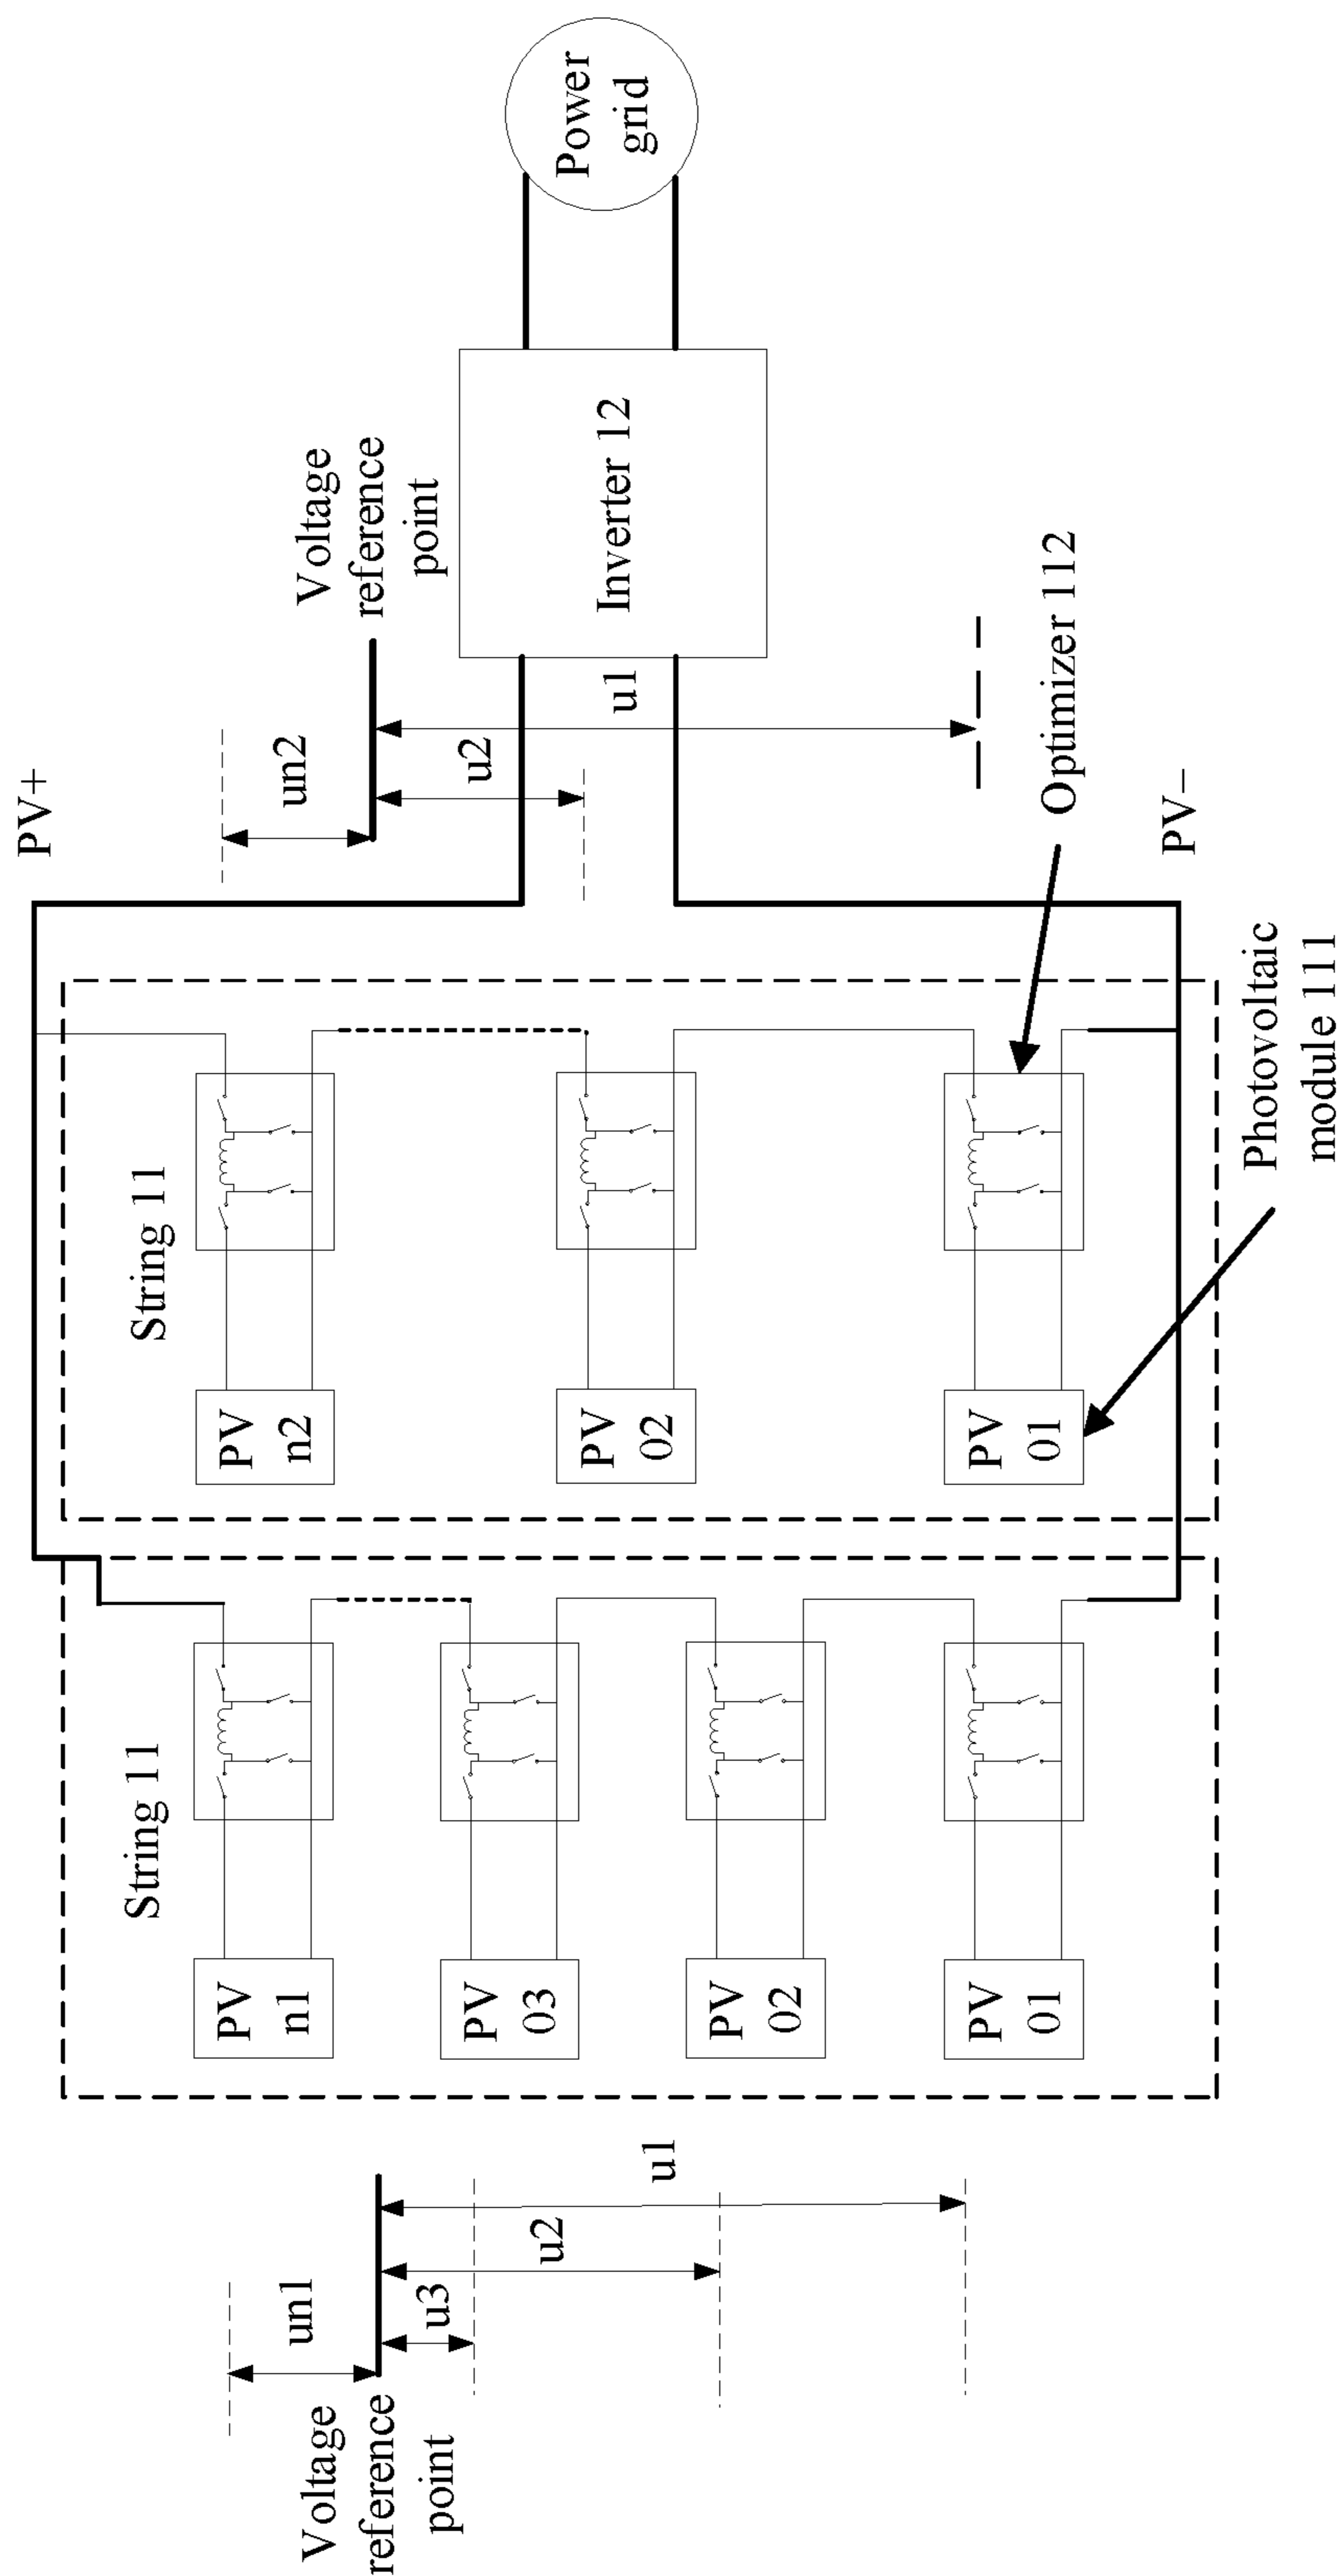 Voltage
reference
point
un1
u3
u2
u1
String 11
PV
n1
PV
03
PV
02
PV
01
String 11
PV
n2
PV
02
PV
01
PV+
PV−
un2
u2
u1
Voltage
reference
point
Inverter 12
Power
grid
Optimizer 112
Photovoltaic
module 111